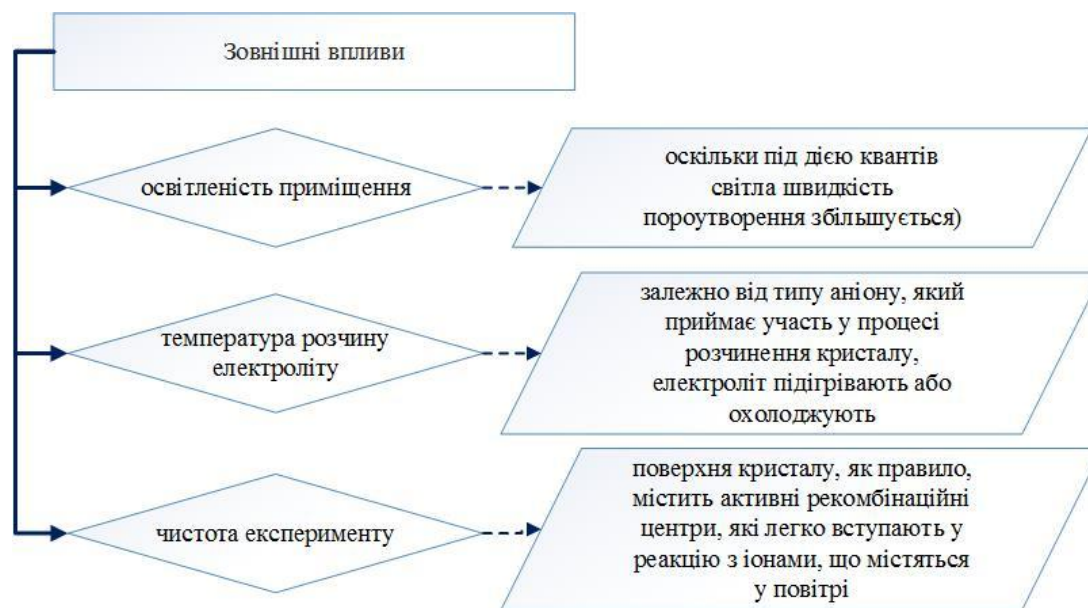 Зовнішні впливи
освітленість приміщення
оскільки під дією квантів
світла швидкість
пороутворення збільшується)
температура розчину
електроліту
залежно від типу аніону, який
приймає участь у процесі
розчинення кристалу,
електроліт підігрівають або
охолоджують
чистота експерименту
поверхня кристалу, як правило,
містить активні рекомбінаційні
центри, які легко вступають у
реакцію з іонами, що містяться
у повітрі